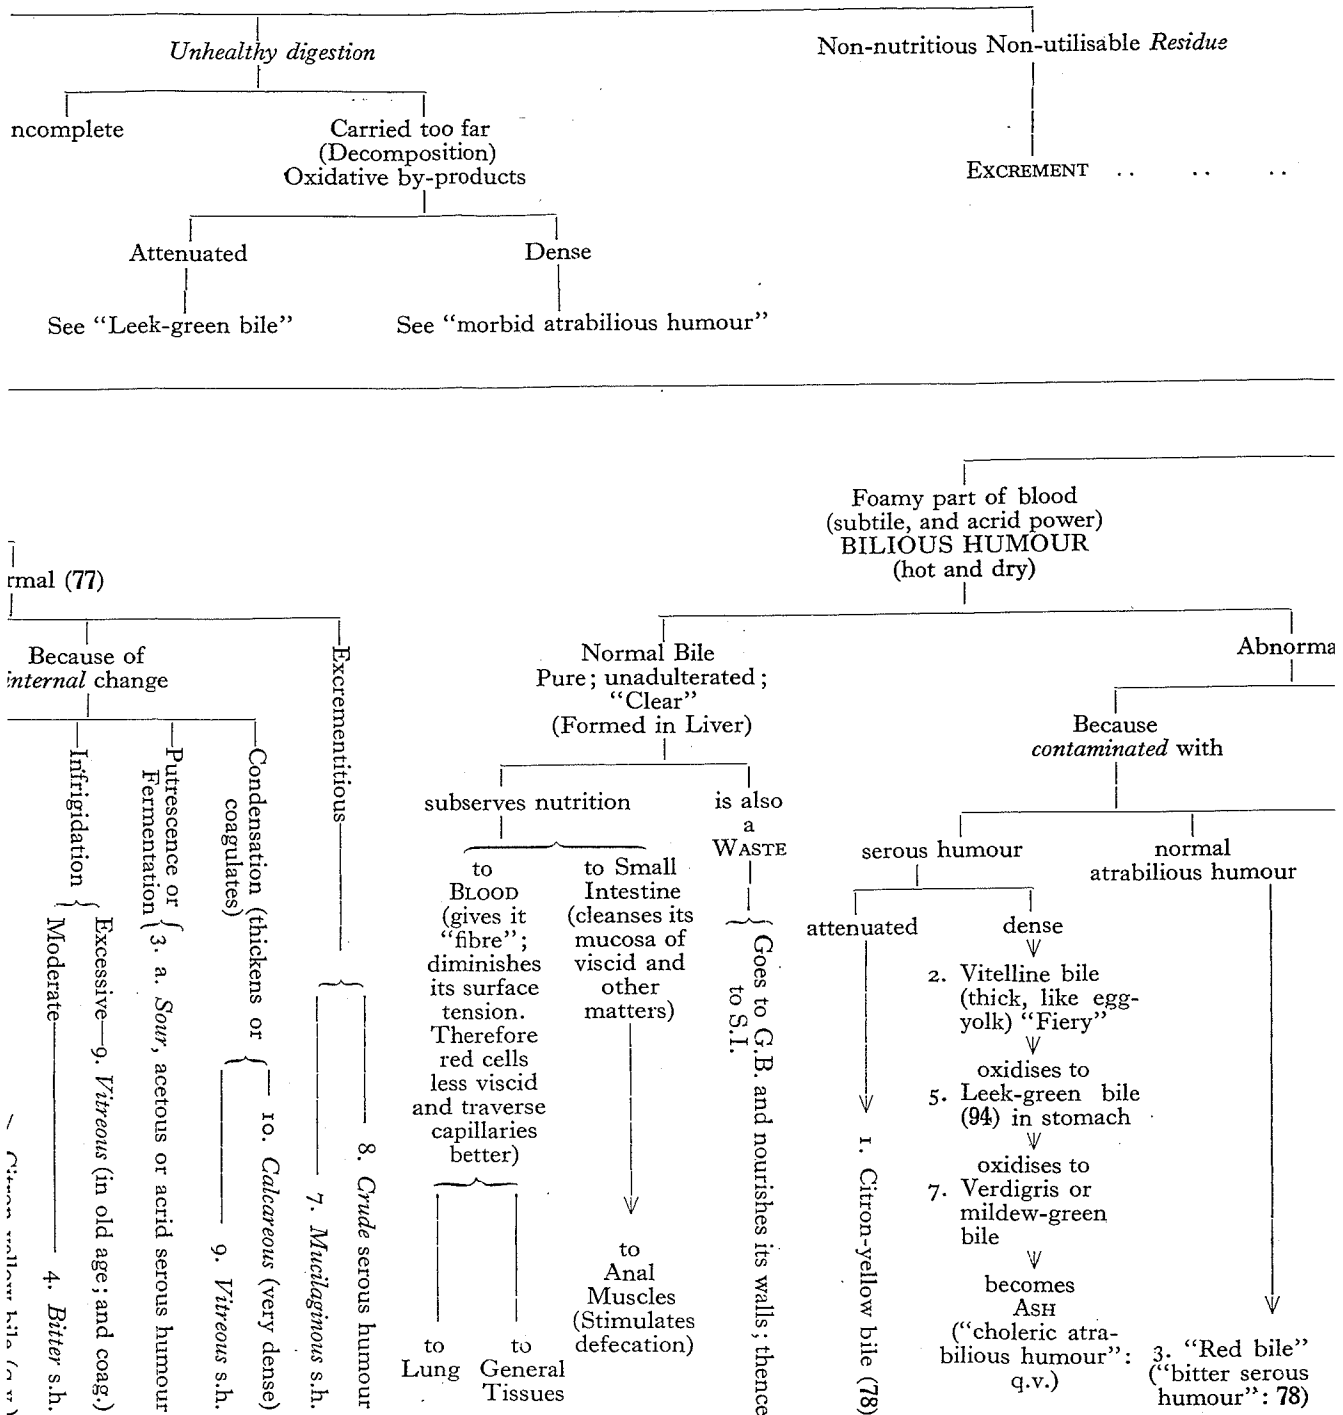 Unhealthy digestion
Non-nutritious Non-utilisable Residue
ncomplete
Carried too far
(Decomposition)
Oxidative by-products
EXCREMENT .. .. ..
Attenuated
Dense
See “Leek-green bile”
See “morbid atrabilious humour”
Foamy part of blood
(subtile, and acrid power)
BILIOUS HUMOUR
(hot and dry)
rmal (77)
Because of
internal change
Infrigidation
Moderate
4. Bitter s.h.
Excessive—9. Vitreous (in old age; and coag.)
Putrescence or
Fermentation
3. a. Sour, acetous or acrid serous humour
Condensation (thickens or
coagulates)
9. Vitreous s.h.
10. Calcareous (very dense)
Excrementitious
7. Mucilaginous s.h.
8. Crude serous humour
Normal Bile
Pure; unadulterated;
“Clear”
(Formed in Liver)
subserves nutrition
to
BLOOD
(gives it
“fibre”;
diminishes
its surface
tension.
Therefore
red cells
less viscid
and traverse
capillaries
better)
to
Lung
to
General
Tissues
to Small
Intestine
(cleanses its
mucosa of
viscid and
other
matters)
to
Anal
Muscles
(Stimulates
defecation)
is also
a
WASTE
Goes to G.B. and nourishes its walls; thence
to S.I.
Abnorma
Because
contaminated with
serous humour
attenuated
1. Citron-yellow bile (78)
dense
2. Vitelline bile
(thick, like egg-
yolk) “Fiery”
oxidises to
5. Leek-green bile
(94) in stomach
oxidises to
7. Verdigris or
mildew-green
bile
becomes
ASH
(“choleric atra-
bilious humour”:
q.v.)
normal
atrabilious humour
3. “Red bile”
(“bitter serous
humour”: 78)